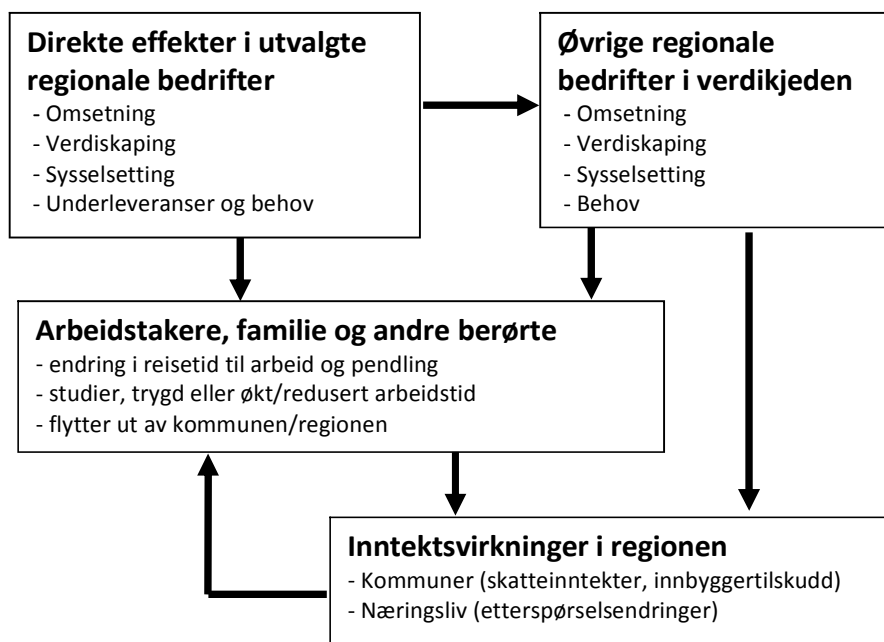 Direkte effekter i utvalgte
regionale bedrifter
- Omsetning
- Verdiskaping
- Sysselsetting
- Underleveranser og behov
Øvrige regionale
bedrifter i verdikjeden
- Omsetning
- Verdiskaping
- Sysselsetting
- Behov
Arbeidstakere, familie og andre berørte
- endring i reisetid til arbeid og pendling
- studier, trygd eller økt/redusert arbeidstid
- flytter ut av kommunen/regionen
Inntektsvirkninger i regionen
- Kommuner (skatteinntekter, innbyggertilskudd)
- Næringsliv (etterspørselsendringer)